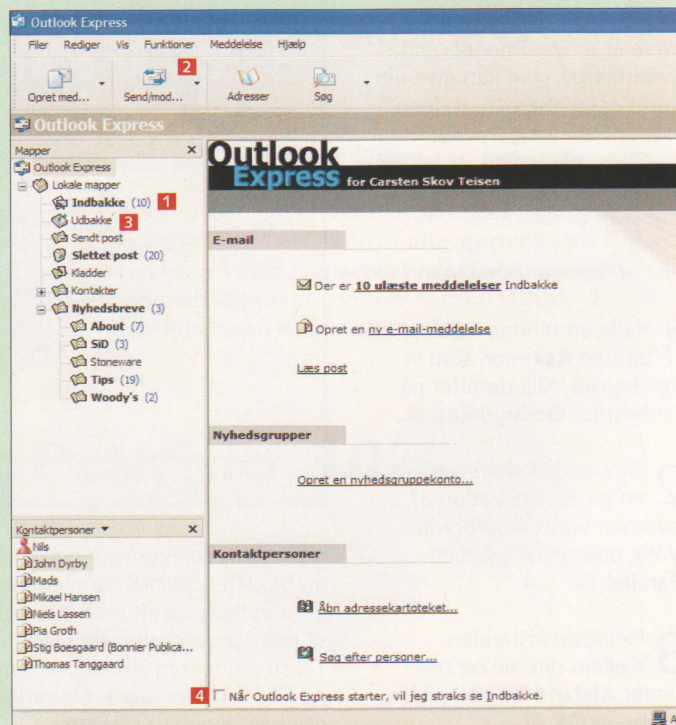 Outlook Express
Filer Rediger Vis Funktioner Meddelelse Hjælp
2
Opret med... Send/mod... Adresser Søg
Outlook Express
Mapper ×
Outlook Express
Lokale mapper
Indbakke (10) 1
Udbakke 3
Sendt post
Slettet post (20)
Kladder
Kontakter
Nyhedsbreve (3)
About (7)
SiD (3)
Stoneware
Tips (19)
Woody's (2)
Kontaktpersoner ×
Nils
John Dyrby
Mads
Mikael Hansen
Niels Lassen
Pia Groth
Stig Boesgaard (Bonnier Publica...
Thomas Tanggaard
Outlook
Express for Carsten Skov Teisen
E-mail
Der er 10 ulæste meddelelser Indbakke
Opret en ny e-mail-meddelelse
Læs post
Nyhedsgrupper
Opret en nyhedsgruppekonto...
Kontaktpersoner
Åbn adressekartoteket...
Søg efter personer...
4 Når Outlook Express starter, vil jeg straks se Indbakke.